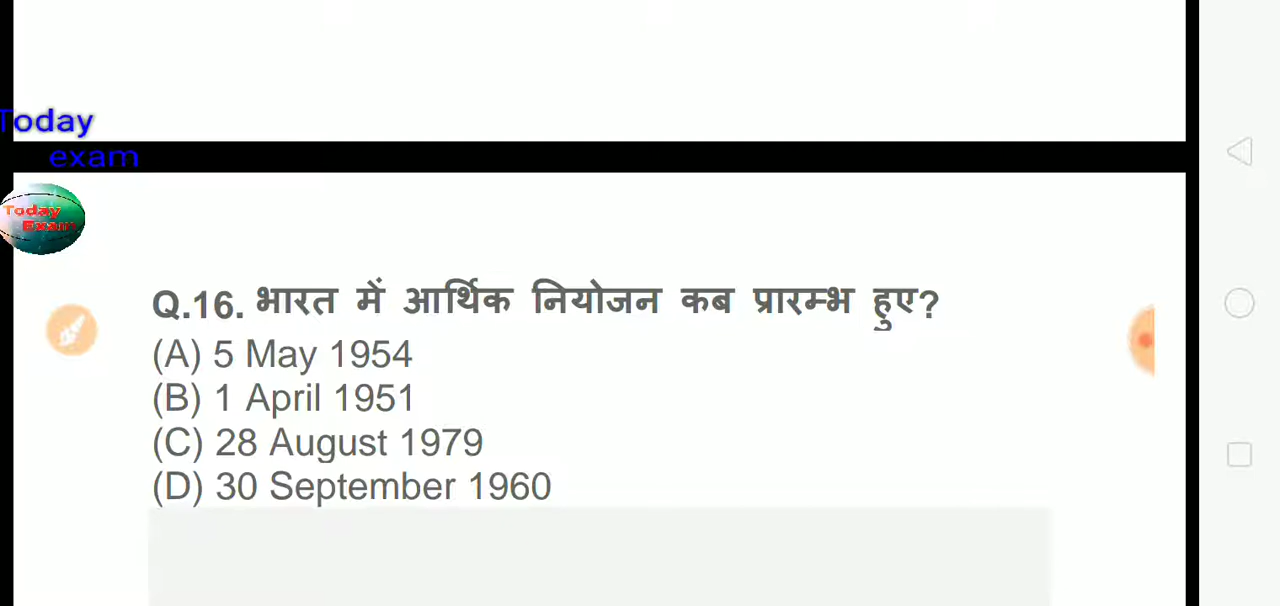 Today
exam
Today
Exam
Q.16. भारत में आर्थिक नियोजन कब प्रारम्भ हुए?
(A) 5 May 1954
(B) 1 April 1951
(C) 28 August 1979
(D) 30 September 1960